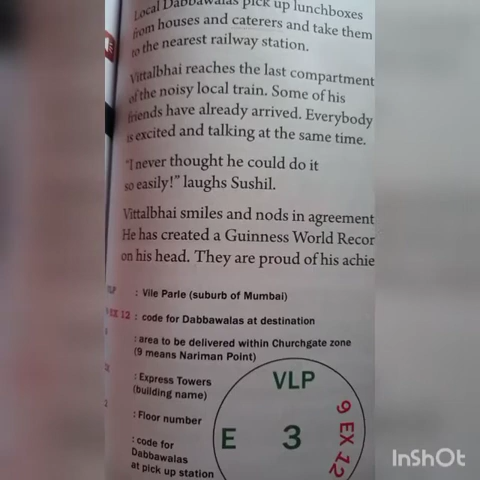 Local Dabbawalas pick up lunchboxes
from houses and caterers and take them
to the nearest railway station.
Vittalbhai reaches the last compartment
of the noisy local train. Some of his
friends have already arrived. Everybody
is excited and talking at the same time.
"I never thought he could do it
so easily!" laughs Sushil.
Vittalbhai smiles and nods in agreement
He has created a Guinness World Recor
on his head. They are proud of his achie
VLP : Vile Parle (suburb of Mumbai)
EX 12 : code for Dabbawalas at destination
: area to be delivered within Churchgate zone
(9 means Nariman Point)
: Express Towers
(building name)
: Floor number
: code for
Dabbawalas
at pick up station
VLP
E 3
9 EX 12
InShOt